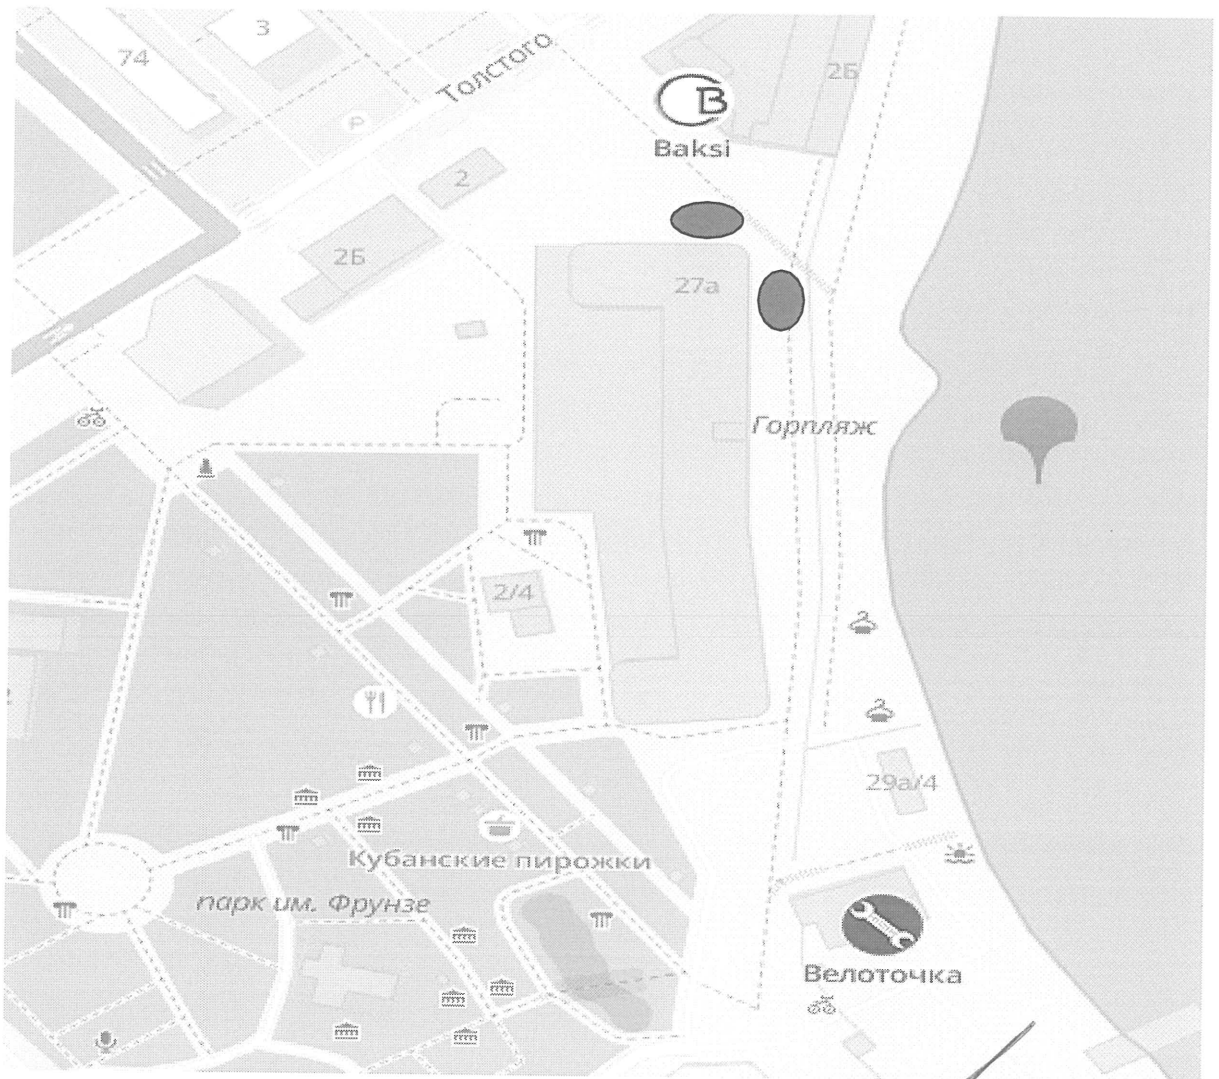 3
74
Толстого
2Б
P
B
Baksi
2
2Б
27а
Горпляж
2/4
29а/4
Кубанские пирожки
парк им. Фрунзе
Велоточка